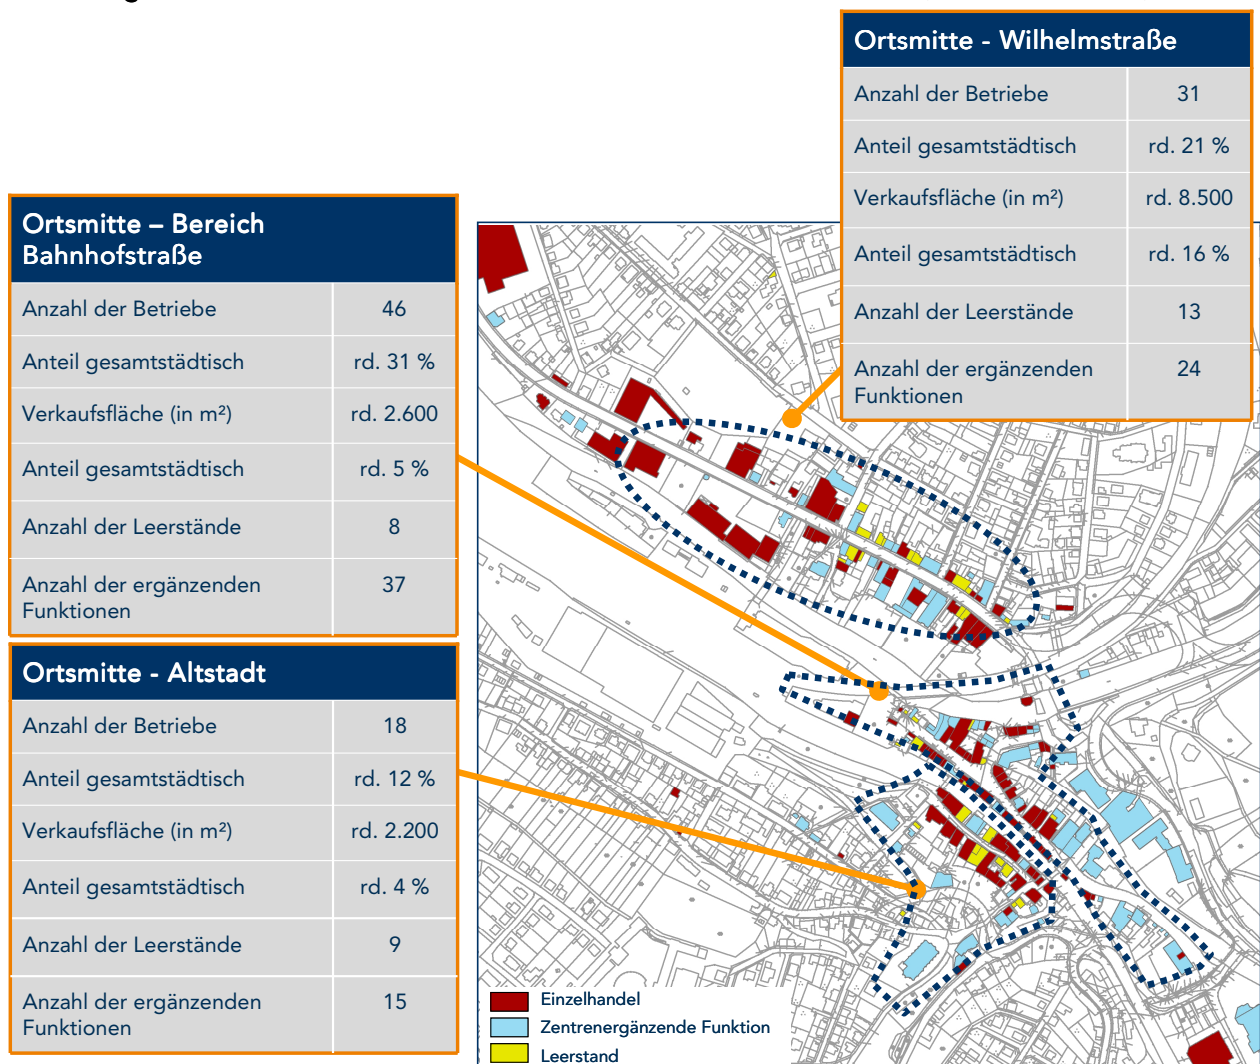 Ortsmitte - Wilhelmstraße
Anzahl der Betriebe 31
Anteil gesamtstädtisch rd. 21 %
Verkaufsfläche (in m²) rd. 8.500
Anteil gesamtstädtisch rd. 16 %
Anzahl der Leerstände 13
Anzahl der ergänzenden 24
Funktionen
Ortsmitte – Bereich
Bahnhofstraße
Anzahl der Betriebe 46
Anteil gesamtstädtisch rd. 31 %
Verkaufsfläche (in m²) rd. 2.600
Anteil gesamtstädtisch rd. 5 %
Anzahl der Leerstände 8
Anzahl der ergänzenden 37
Funktionen
Ortsmitte - Altstadt
Anzahl der Betriebe 18
Anteil gesamtstädtisch rd. 12 %
Verkaufsfläche (in m²) rd. 2.200
Anteil gesamtstädtisch rd. 4 %
Anzahl der Leerstände 9
Anzahl der ergänzenden 15
Funktionen
Einzelhandel
Zentrenergänzende Funktion
Leerstand